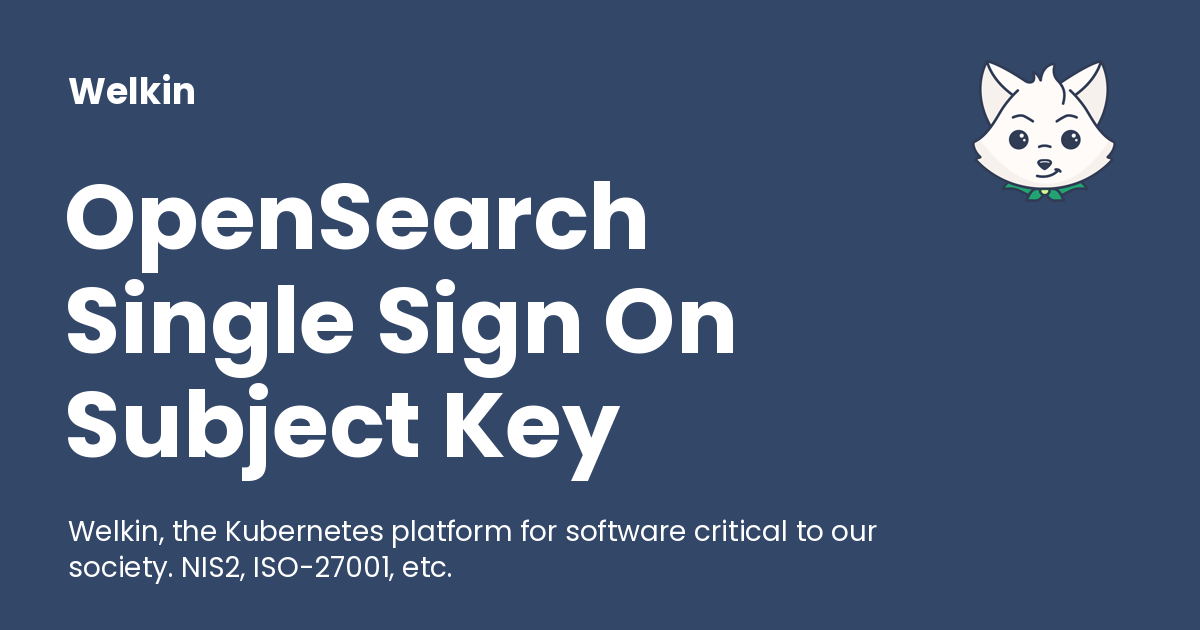 Welkin
OpenSearch
Single Sign On
Subject Key
Welkin, the Kubernetes platform for software critical to our
society. NIS2, ISO-27001, etc.